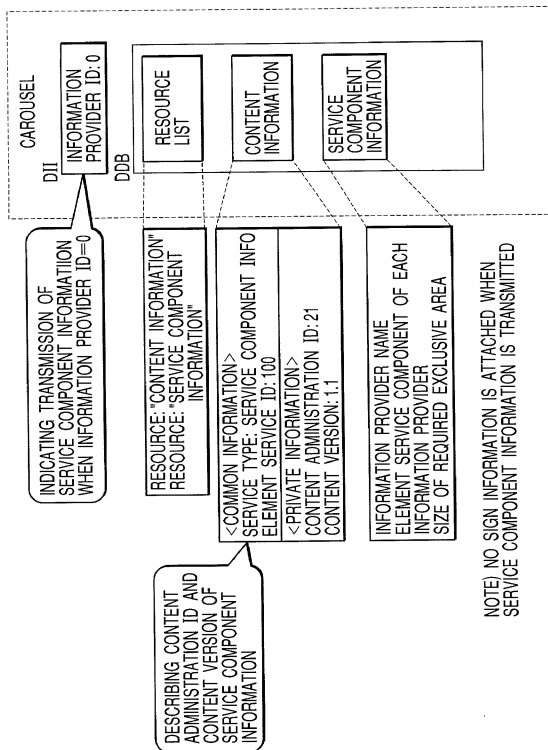 CAROUSEL
DII
INFORMATION
PROVIDER ID: 0
DDB
RESOURCE
LIST
CONTENT
INFORMATION
SERVICE
COMPONENT
INFORMATION
INDICATING TRANSMISSION OF
SERVICE COMPONENT INFORMATION
WHEN INFORMATION PROVIDER ID=0
RESOURCE: "CONTENT INFORMATION"
RESOURCE: "SERVICE COMPONENT
INFORMATION"
<COMMON INFORMATION>
SERVICE TYPE: SERVICE COMPONENT INFO
ELEMENT SERVICE ID: 100
<PRIVATE INFORMATION>
CONTENT ADMINISTRATION ID: 21
CONTENT VERSION: 1.1
INFORMATION PROVIDER NAME
ELEMENT SERVICE COMPONENT OF EACH
INFORMATION PROVIDER
SIZE OF REQUIRED EXCLUSIVE AREA
DESCRIBING CONTENT
ADMINISTRATION ID AND
CONTENT VERSION OF
SERVICE COMPONENT
INFORMATION
NOTE) NO SIGN INFORMATION IS ATTACHED WHEN
SERVICE COMPONENT INFORMATION IS TRANSMITTED